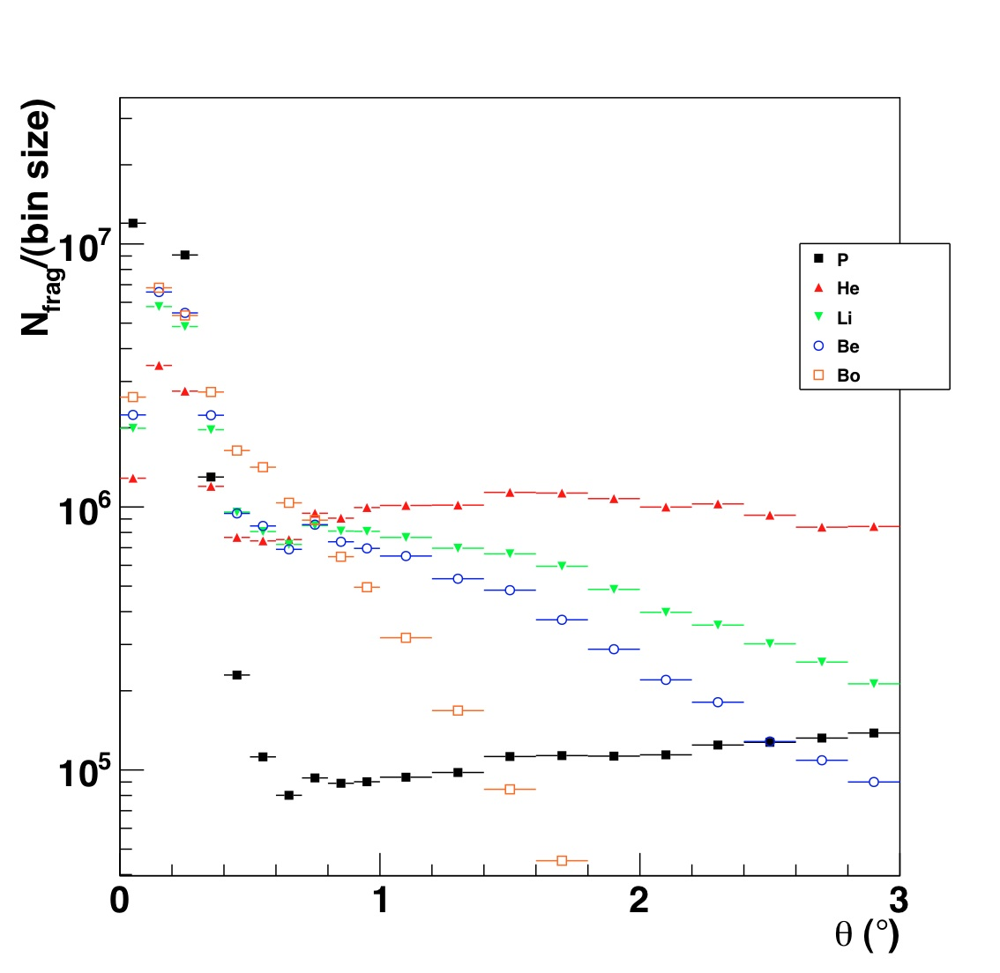 N_frag/(bin size)
10^7
10^6
10^5
P
He
Li
Be
Bo
0 1 2 3
θ (°)